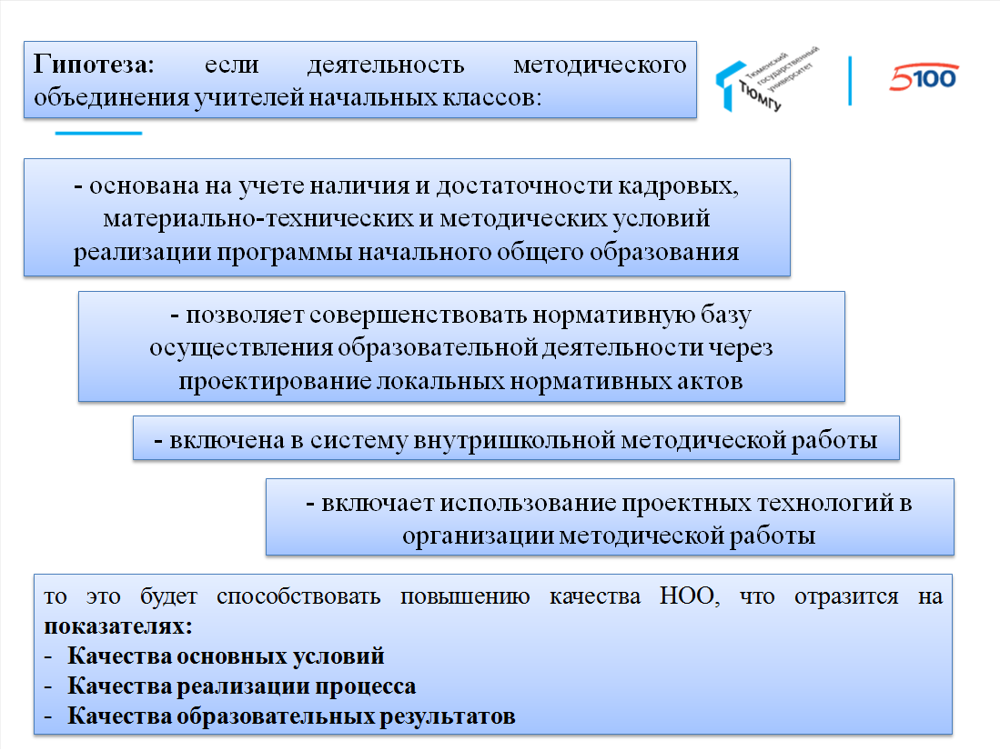 Гипотеза: если деятельность методического
объединения учителей начальных классов:
Тюменский
государственный
университет
ТЮМГУ
5100
- основана на учете наличия и достаточности кадровых,
материально-технических и методических условий
реализации программы начального общего образования
- позволяет совершенствовать нормативную базу
осуществления образовательной деятельности через
проектирование локальных нормативных актов
- включена в систему внутришкольной методической работы
- включает использование проектных технологий в
организации методической работы
то это будет способствовать повышению качества НОО, что отразится на
показателях:
- Качества основных условий
- Качества реализации процесса
- Качества образовательных результатов